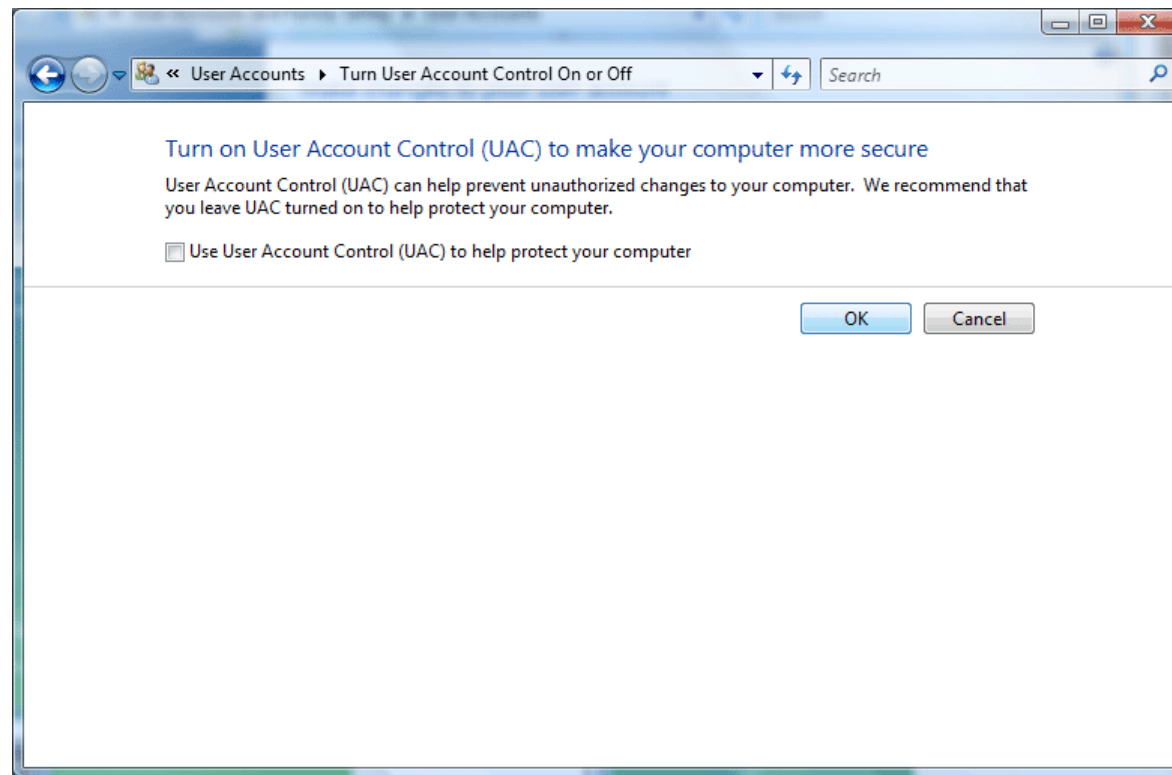 « User Accounts ▸ Turn User Account Control On or Off
Search
Turn on User Account Control (UAC) to make your computer more secure
User Account Control (UAC) can help prevent unauthorized changes to your computer. We recommend that
you leave UAC turned on to help protect your computer.
Use User Account Control (UAC) to help protect your computer
OK
Cancel